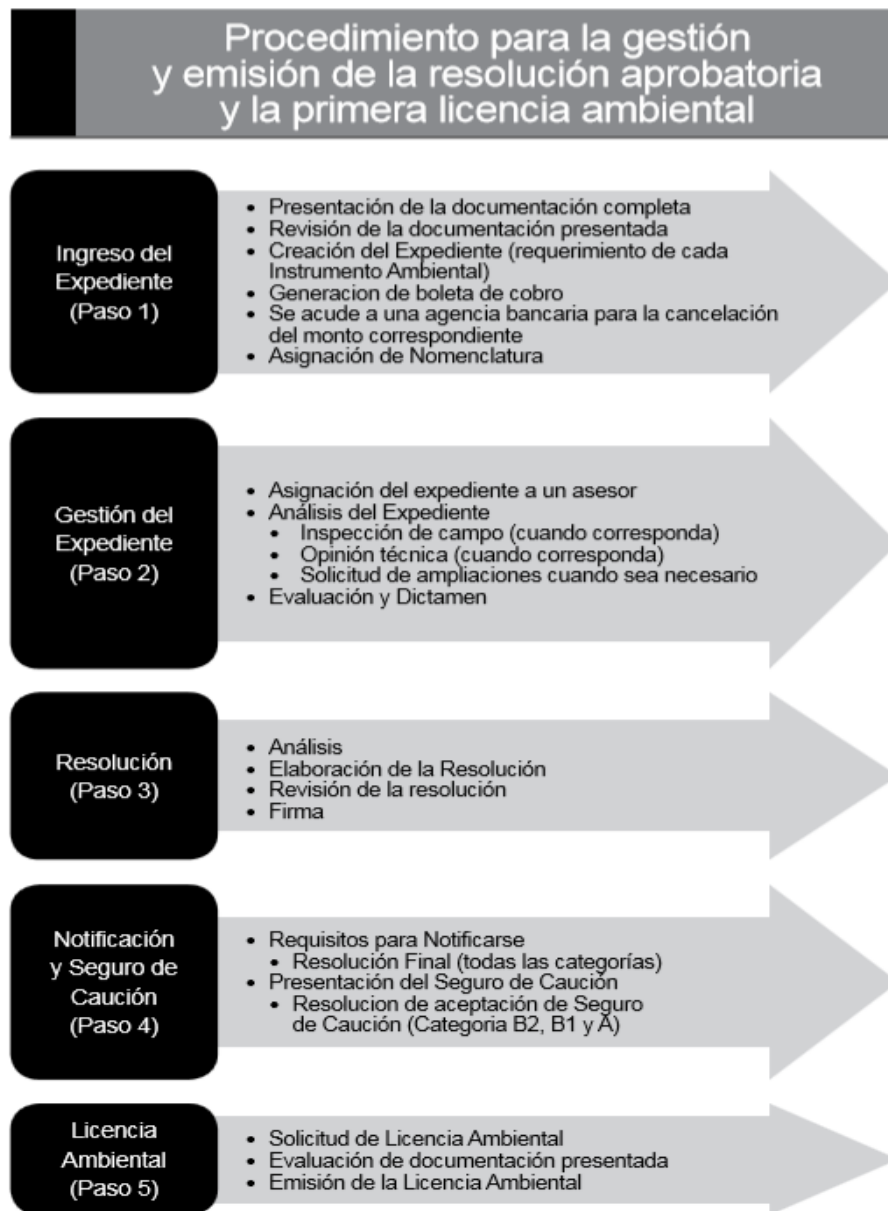 Procedimiento para la gestión
y emisión de la resolución aprobatoria
y la primera licencia ambiental
Ingreso del
Expediente
(Paso 1)
• Presentación de la documentación completa
• Revisión de la documentación presentada
• Creación del Expediente (requerimiento de cada
Instrumento Ambiental)
• Generacion de boleta de cobro
• Se acude a una agencia bancaria para la cancelación
del monto correspondiente
• Asignación de Nomenclatura
Gestión del
Expediente
(Paso 2)
• Asignación del expediente a un asesor
• Análisis del Expediente
• Inspección de campo (cuando corresponda)
• Opinión técnica (cuando corresponda)
• Solicitud de ampliaciones cuando sea necesario
• Evaluación y Dictamen
Resolución
(Paso 3)
• Análisis
• Elaboración de la Resolución
• Revisión de la resolución
• Firma
Notificación
y Seguro de
Caución
(Paso 4)
• Requisitos para Notificarse
• Resolución Final (todas las categorías)
• Presentación del Seguro de Caución
• Resolucion de aceptación de Seguro
de Caución (Categoria B2, B1 y A)
Licencia
Ambiental
(Paso 5)
• Solicitud de Licencia Ambiental
• Evaluación de documentación presentada
• Emisión de la Licencia Ambiental